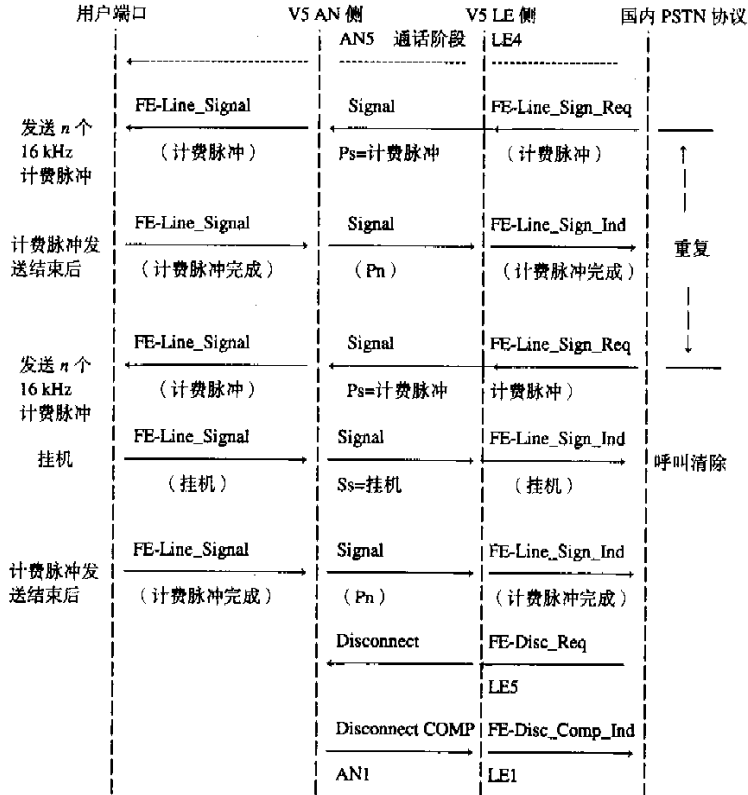 用户端口 V5 AN 侧 V5 LE 侧 国内 PSTN 协议
AN5 通话阶段 LE4
FE-Line_Signal Signal FE-Line_Sign_Req
发送 n 个
16 kHz
计费脉冲
（计费脉冲） Ps=计费脉冲 （计费脉冲）
FE-Line_Signal Signal FE-Line_Sign_Ind
计费脉冲发
送结束后
（计费脉冲完成） （Pn） （计费脉冲完成）
重复
FE-Line_Signal Signal FE-Line_Sign_Req
发送 n 个
16 kHz
计费脉冲
（计费脉冲） Ps=计费脉冲 计费脉冲）
FE-Line_Signal Signal FE-Line_Sign_Ind
挂机 呼叫清除
（挂机） Ss=挂机 （挂机）
FE-Line_Signal Signal FE-Line_Sign_Ind
计费脉冲发
送结束后
（计费脉冲完成） （Pn） （计费脉冲完成）
Disconnect FE-Disc_Req
LE5
Disconnect COMP FE-Disc_Comp_Ind
AN1 LE1